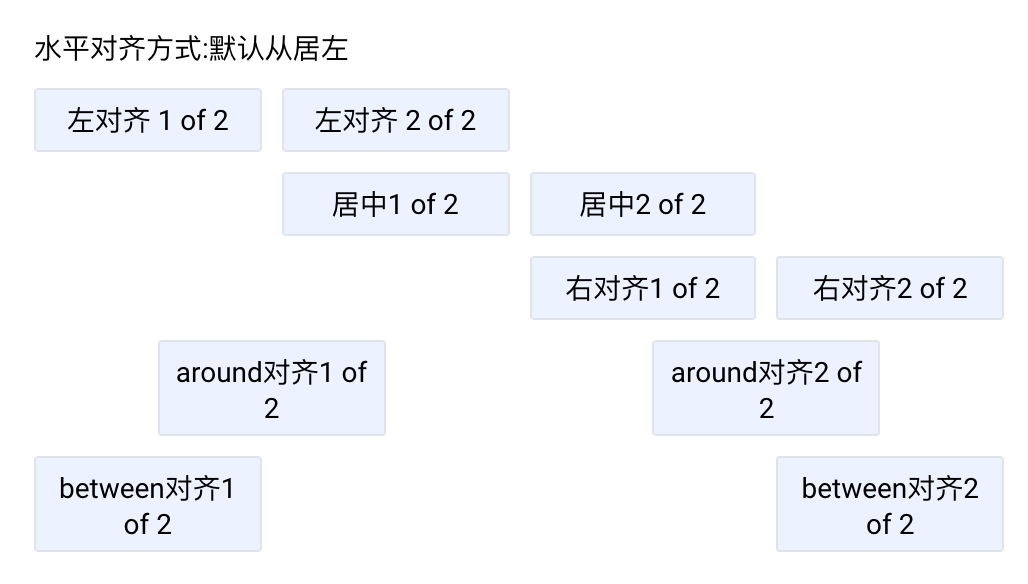 水平对齐方式:默认从居左
左对齐 1 of 2
左对齐 2 of 2
居中1 of 2
居中2 of 2
右对齐1 of 2
右对齐2 of 2
around对齐1 of
2
around对齐2 of
2
between对齐1
of 2
between对齐2
of 2